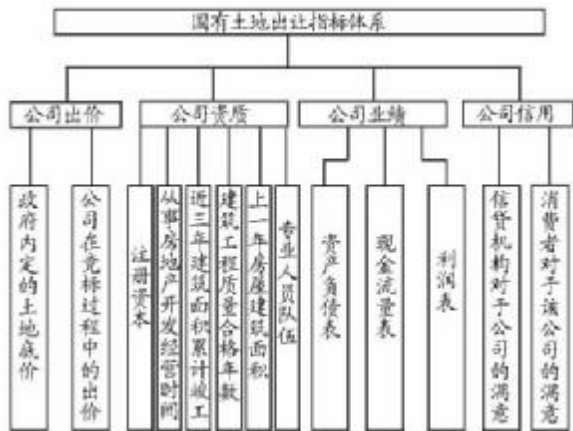 国有土地出让指标体系
公司出价
公司资质
公司业绩
公司信用
政府内定的土地底价
公司在竞标过程中的出价
注册资本
从事房地产开发经营时间
近三年建筑面积累计竣工
建筑工程质量合格年数
上一年房屋建筑面积
专业人员队伍
资产负债表
现金流量表
利润表
信贷机构对于公司的满意
消费者对于该公司的满意